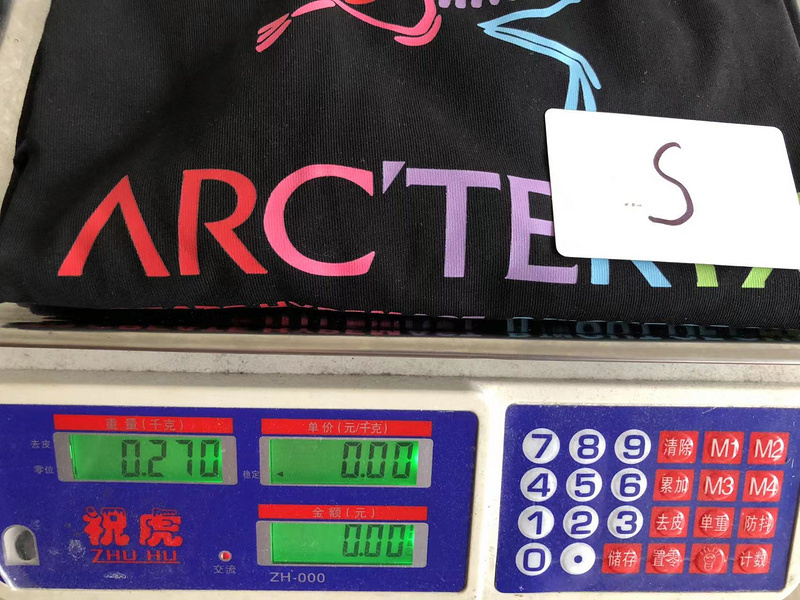 S
ARC'TERYX
重量(千克)
单价(元/千克)
去皮
零位
0.270
稳定
0.00
金额(元)
0.00
祝虎
ZHU HU
交流
ZH-000
7 8 9 清除 M1 M2
4 5 6 累加 M3 M4
1 2 3 去皮 单重 防抖
0 . 储存 置零 计数